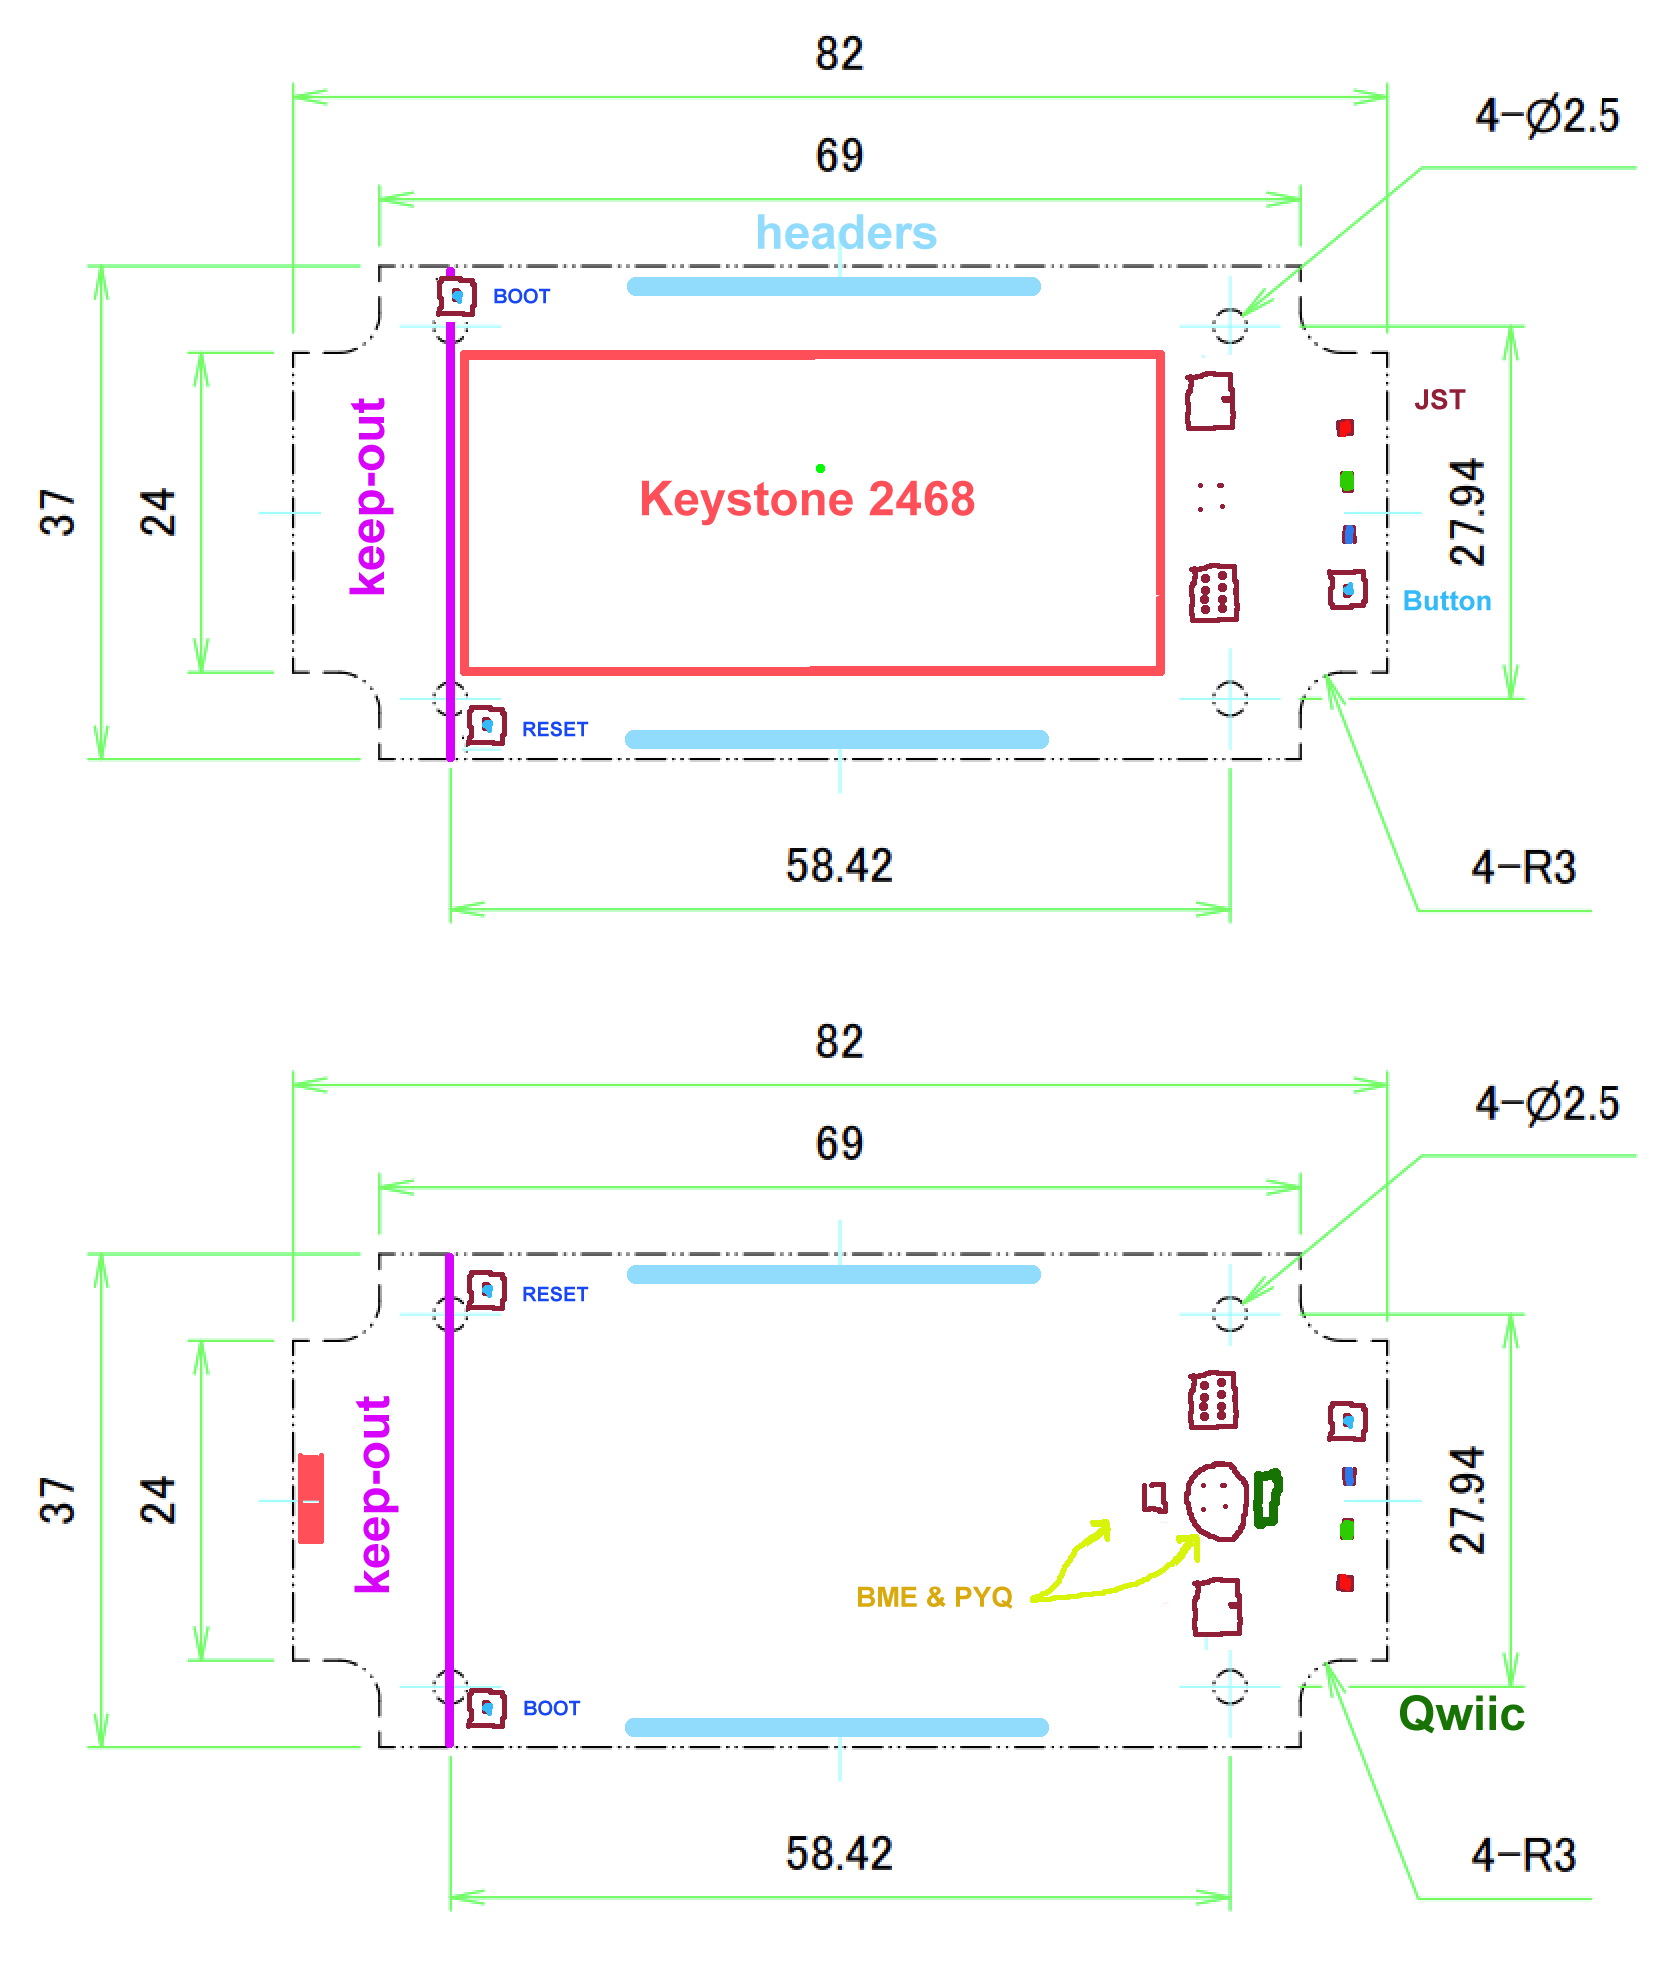 82
4-Ø2.5
69
headers
BOOT
JST
keep-out
37
24
Keystone 2468
27.94
Button
RESET
58.42
4-R3
82
4-Ø2.5
69
RESET
keep-out
37
24
27.94
BME & PYQ
BOOT
Qwiic
58.42
4-R3